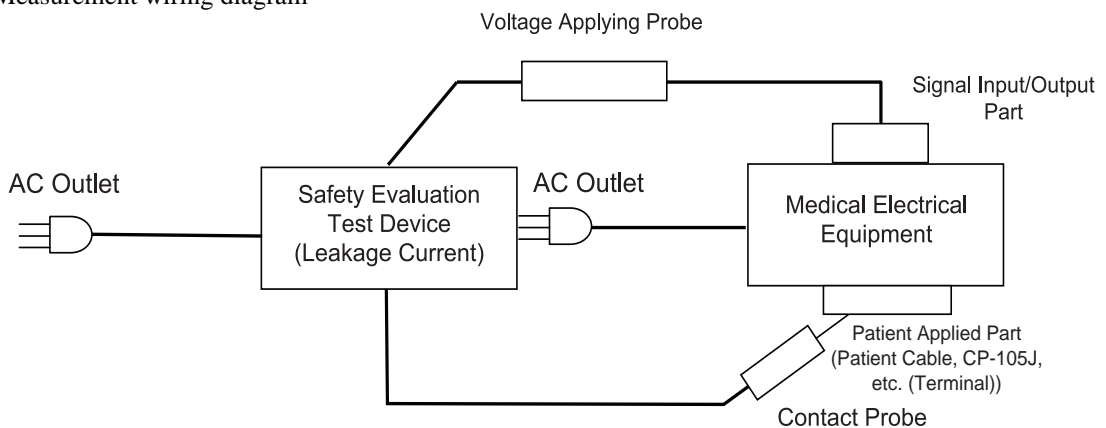 Measurement wiring diagram
Voltage Applying Probe
Signal Input/Output
Part
AC Outlet
Safety Evaluation
Test Device
(Leakage Current)
AC Outlet
Medical Electrical
Equipment
Patient Applied Part
(Patient Cable, CP-105J,
etc. (Terminal))
Contact Probe